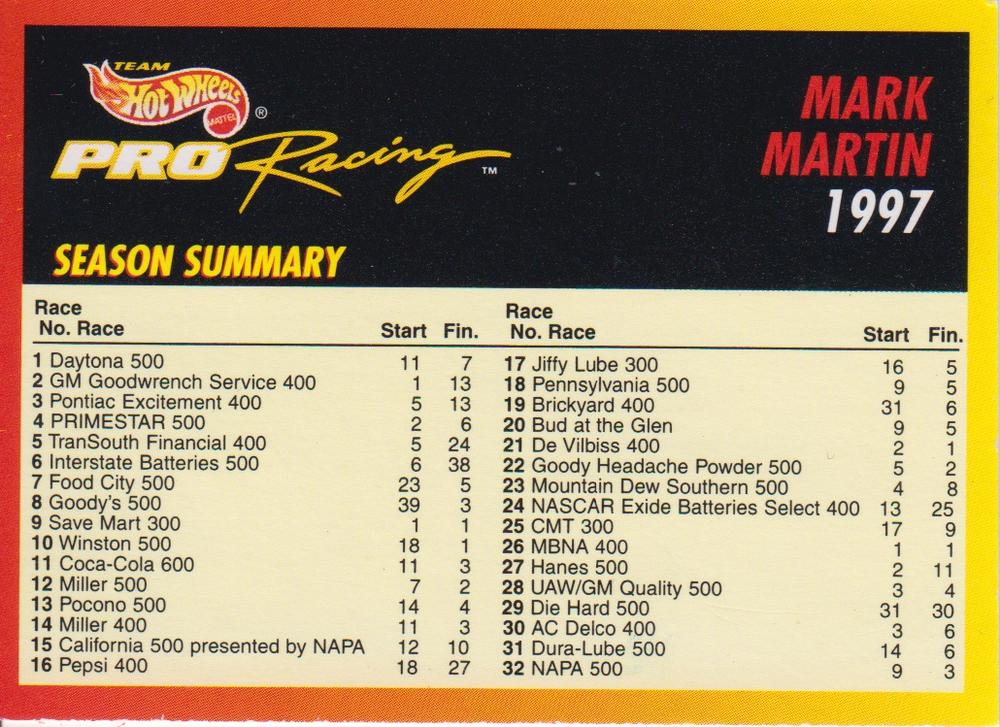 TEAM
Hot Wheels
MATTEL ®
PRO Racing ™
MARK
MARTIN
1997
SEASON SUMMARY
Race
No. Race Start Fin.
1 Daytona 500 11 7
2 GM Goodwrench Service 400 1 13
3 Pontiac Excitement 400 5 13
4 PRIMESTAR 500 2 6
5 TranSouth Financial 400 5 24
6 Interstate Batteries 500 6 38
7 Food City 500 23 5
8 Goody's 500 39 3
9 Save Mart 300 1 1
10 Winston 500 18 1
11 Coca-Cola 600 11 3
12 Miller 500 7 2
13 Pocono 500 14 4
14 Miller 400 11 3
15 California 500 presented by NAPA 12 10
16 Pepsi 400 18 27
Race
No. Race Start Fin.
17 Jiffy Lube 300 16 5
18 Pennsylvania 500 9 5
19 Brickyard 400 31 6
20 Bud at the Glen 9 5
21 De Vilbiss 400 2 1
22 Goody Headache Powder 500 5 2
23 Mountain Dew Southern 500 4 8
24 NASCAR Exide Batteries Select 400 13 25
25 CMT 300 17 9
26 MBNA 400 1 1
27 Hanes 500 2 11
28 UAW/GM Quality 500 3 4
29 Die Hard 500 31 30
30 AC Delco 400 3 6
31 Dura-Lube 500 14 6
32 NAPA 500 9 3